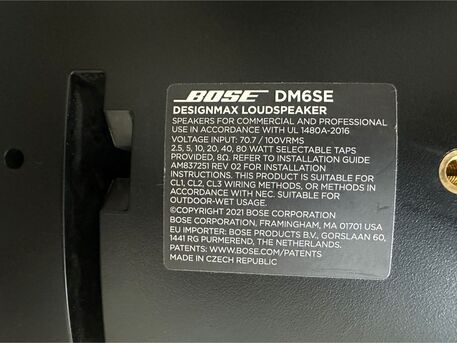 BOSE DM6SE
DESIGNMAX LOUDSPEAKER
SPEAKERS FOR COMMERCIAL AND PROFESSIONAL
USE IN ACCORDANCE WITH UL 1480A-2016
VOLTAGE INPUT: 70.7 / 100VRMS
2.5, 5, 10, 20, 40, 80 WATT SELECTABLE TAPS
PROVIDED, 8Ω. REFER TO INSTALLATION GUIDE
AM837251 REV 02 FOR INSTALLATION
INSTRUCTIONS. THIS PRODUCT IS SUITABLE FOR
CL1, CL2, CL3 WIRING METHODS, OR METHODS IN
ACCORDANCE WITH NEC. SUITABLE FOR
OUTDOOR-WET USAGE.
©COPYRIGHT 2021 BOSE CORPORATION
BOSE CORPORATION, FRAMINGHAM, MA 01701 USA
EU IMPORTER: BOSE PRODUCTS B.V., GORSLAAN 60,
1441 RG PURMEREND, THE NETHERLANDS.
PATENTS: WWW.BOSE.COM/PATENTS
MADE IN CZECH REPUBLIC